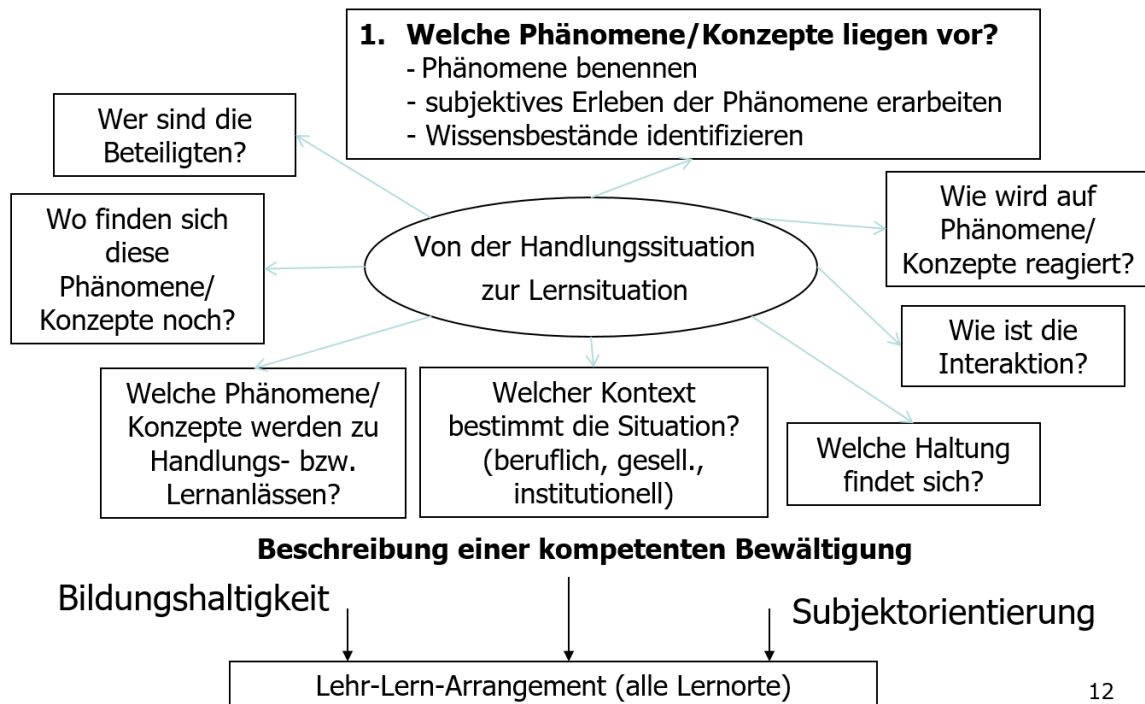 1. Welche Phänomene/Konzepte liegen vor?
- Phänomene benennen
- subjektives Erleben der Phänomene erarbeiten
- Wissensbestände identifizieren
Wer sind die
Beteiligten?
Wo finden sich
diese
Phänomene/
Konzepte noch?
Von der Handlungssituation
zur Lernsituation
Wie wird auf
Phänomene/
Konzepte reagiert?
Wie ist die
Interaktion?
Welche Phänomene/
Konzepte werden zu
Handlungs- bzw.
Lernanlässen?
Welcher Kontext
bestimmt die Situation?
(beruflich, gesell.,
institutionell)
Welche Haltung
findet sich?
Beschreibung einer kompetenten Bewältigung
Bildungshaltigkeit
Subjektorientierung
Lehr-Lern-Arrangement (alle Lernorte)
12